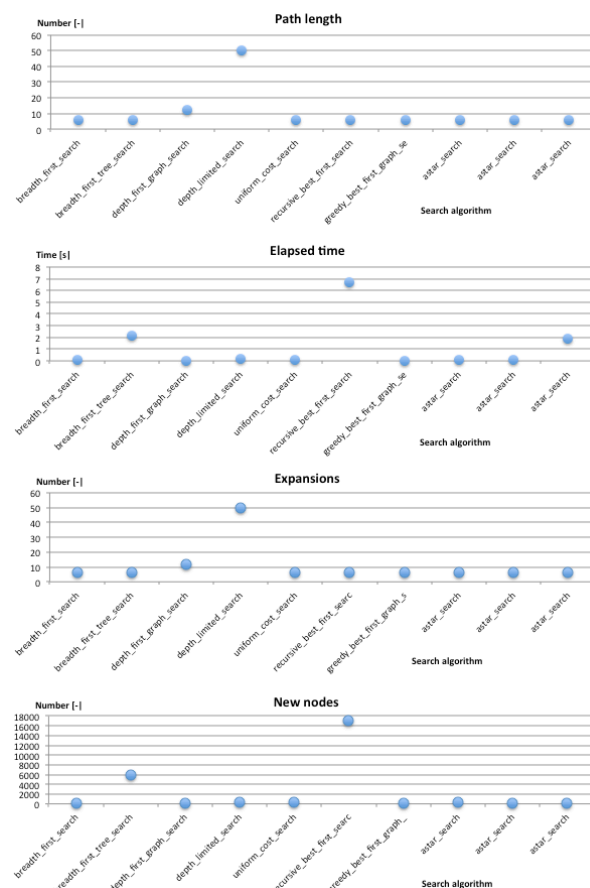 Path length
Number [-]
60
50
40
30
20
10
0
breadth_first_search
breadth_first_tree_search
depth_first_graph_search
depth_limited_search
uniform_cost_search
recursive_best_first_search
greedy_best_first_graph_se
astar_search
astar_search
astar_search
Search algorithm
Elapsed time
Time [s]
8
7
6
5
4
3
2
1
0
breadth_first_search
breadth_first_tree_search
depth_first_graph_search
depth_limited_search
uniform_cost_search
recursive_best_first_search
greedy_best_first_graph_se
astar_search
astar_search
astar_search
Search algorithm
Expansions
Number [-]
60
50
40
30
20
10
0
breadth_first_search
breadth_first_tree_search
depth_first_graph_search
depth_limited_search
uniform_cost_search
recursive_best_first_searc
greedy_best_first_graph_s
astar_search
astar_search
astar_search
Search algorithm
New nodes
Number [-]
18000
16000
14000
12000
10000
8000
6000
4000
2000
0
breadth_first_search
readth_first_tree_search
depth_first_graph_search
depth_limited_search
uniform_cost_search
ecursive_best_first_searc
reedy_best_first_graph_
astar_search
astar_search
astar_search
Search algorithm